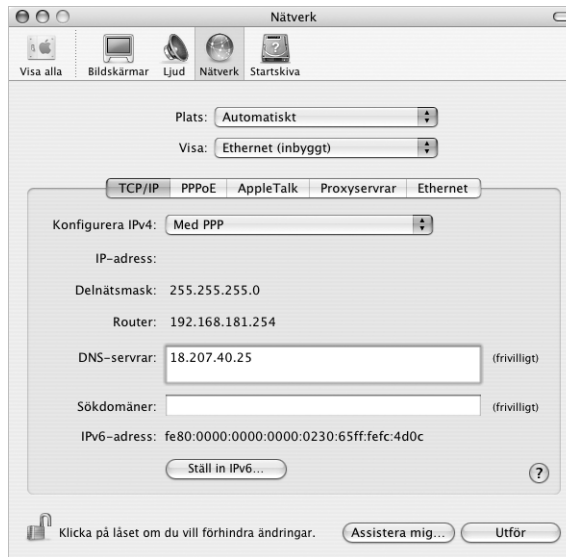 Nätverk
Visa alla Bildskärmar Ljud Nätverk Startskiva
Plats: Automatiskt
Visa: Ethernet (inbyggt)
TCP/IP PPPoE AppleTalk Proxyservrar Ethernet
Konfigurera IPv4: Med PPP
IP-adress:
Delnätsmask: 255.255.255.0
Router: 192.168.181.254
DNS-servrar: 18.207.40.25 (frivilligt)
Sökdomäner: (frivilligt)
IPv6-adress: fe80:0000:0000:0000:0230:65ff:fefc:4d0c
Ställ in IPv6... ?
Klicka på låset om du vill förhindra ändringar. Assistera mig... Utför